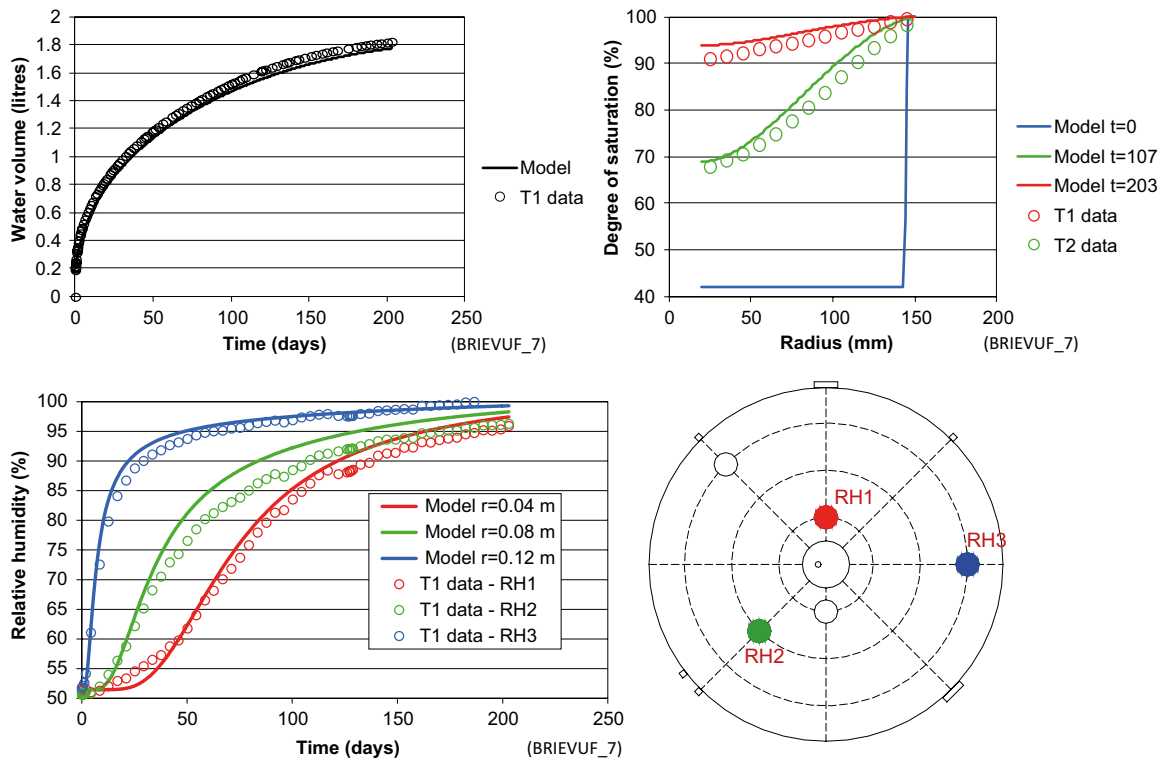 2
1.8
1.6
1.4
1.2
1
0.8
0.6
0.4
0.2
0
Water volume (litres)
0 50 100 150 200 250
Time (days)
(BRIEVUF_7)
Model
T1 data
100
90
80
70
60
50
40
Degree of saturation (%)
0 50 100 150 200
Radius (mm)
(BRIEVUF_7)
Model t=0
Model t=107
Model t=203
T1 data
T2 data
100
95
90
85
80
75
70
65
60
55
50
Relative humidity (%)
0 50 100 150 200 250
Time (days)
(BRIEVUF_7)
Model r=0.04 m
Model r=0.08 m
Model r=0.12 m
T1 data - RH1
T1 data - RH2
T1 data - RH3
RH1
RH3
RH2